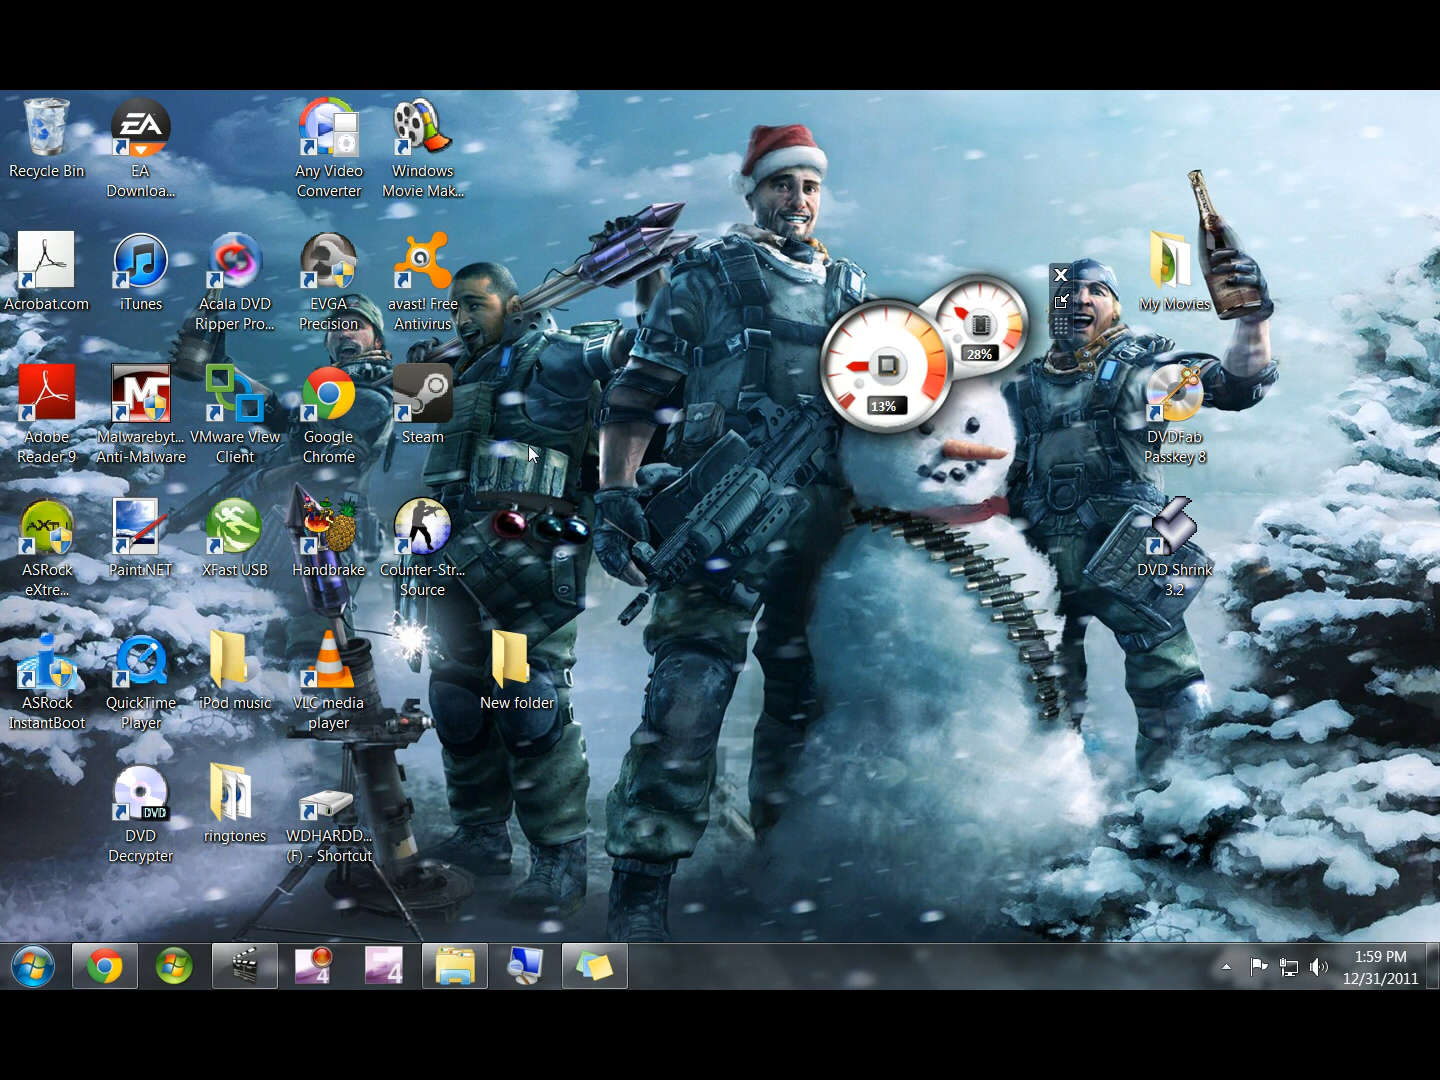 Recycle Bin
EA
Downloa...
Any Video
Converter
Windows
Movie Mak...
Acrobat.com
iTunes
Acala DVD
Ripper Pro...
EVGA
Precision
avast! Free
Antivirus
My Movies
28%
13%
Adobe
Reader 9
Malwarebyt...
Anti-Malware
VMware View
Client
Google
Chrome
Steam
DVDFab
Passkey 8
AXTU
ASRock
eXtre...
Paint.NET
XFast USB
Handbrake
Counter-Str...
Source
DVD Shrink
3.2
ASRock
InstantBoot
QuickTime
Player
iPod music
VLC media
player
New folder
DVD
DVD
Decrypter
ringtones
WDHARDD...
(F) - Shortcut
4
4
1:59 PM
12/31/2011